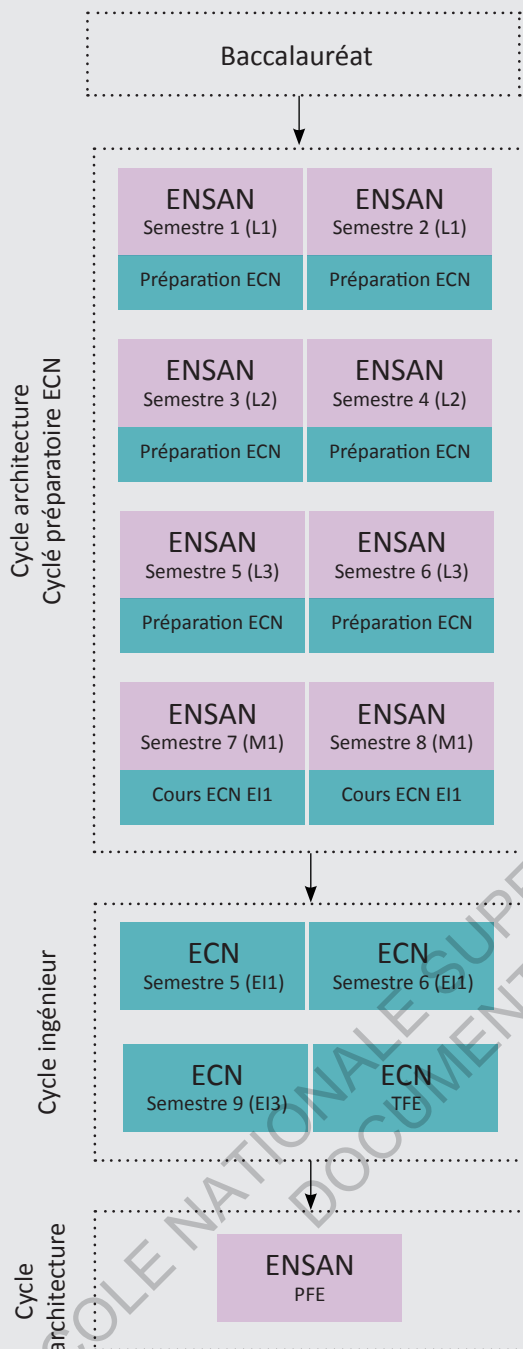 Baccalauréat
Cycle architecture
Cyclé préparatoire ECN
ENSAN
Semestre 1 (L1)
Préparation ECN
ENSAN
Semestre 2 (L1)
Préparation ECN
ENSAN
Semestre 3 (L2)
Préparation ECN
ENSAN
Semestre 4 (L2)
Préparation ECN
ENSAN
Semestre 5 (L3)
Préparation ECN
ENSAN
Semestre 6 (L3)
Préparation ECN
ENSAN
Semestre 7 (M1)
Cours ECN EI1
ENSAN
Semestre 8 (M1)
Cours ECN EI1
Cycle ingénieur
ECN
Semestre 5 (EI1)
ECN
Semestre 6 (EI1)
ECN
Semestre 9 (EI3)
ECN
TFE
Cycle
architecture
ENSAN
PFE
COLE NATIONALE SUPE
DOCUMENT